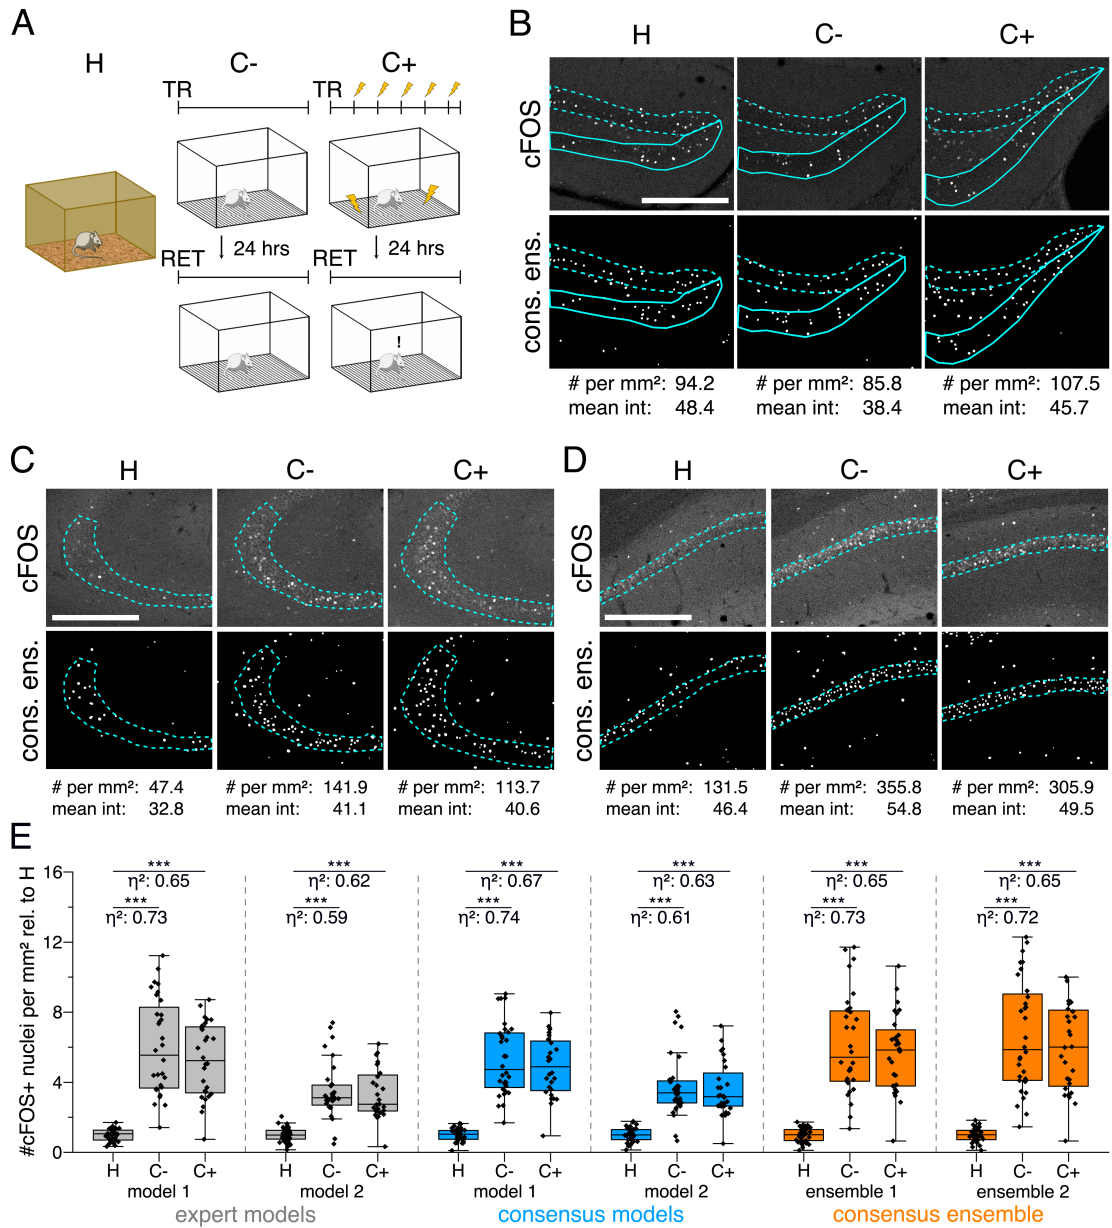 A
H
C-
C+
TR
TR
RET
24 hrs
RET
24 hrs
!
B
H
C-
C+
cFOS
cons. ens.
# per mm²: 94.2
mean int: 48.4
# per mm²: 85.8
mean int: 38.4
# per mm²: 107.5
mean int: 45.7
C
H
C-
C+
cFOS
cons. ens.
# per mm²: 47.4
mean int: 32.8
# per mm²: 141.9
mean int: 41.1
# per mm²: 113.7
mean int: 40.6
D
H
C-
C+
cFOS
cons. ens.
# per mm²: 131.5
mean int: 46.4
# per mm²: 355.8
mean int: 54.8
# per mm²: 305.9
mean int: 49.5
E
#cFOS+ nuclei per mm² rel. to H
16
12
8
4
0
***
η²: 0.65
***
η²: 0.73
***
η²: 0.62
***
η²: 0.59
***
η²: 0.67
***
η²: 0.74
***
η²: 0.63
***
η²: 0.61
***
η²: 0.65
***
η²: 0.73
***
η²: 0.65
***
η²: 0.72
H C- C+ H C- C+ H C- C+ H C- C+ H C- C+ H C- C+
model 1 model 2 model 1 model 2 ensemble 1 ensemble 2
expert models consensus models consensus ensemble